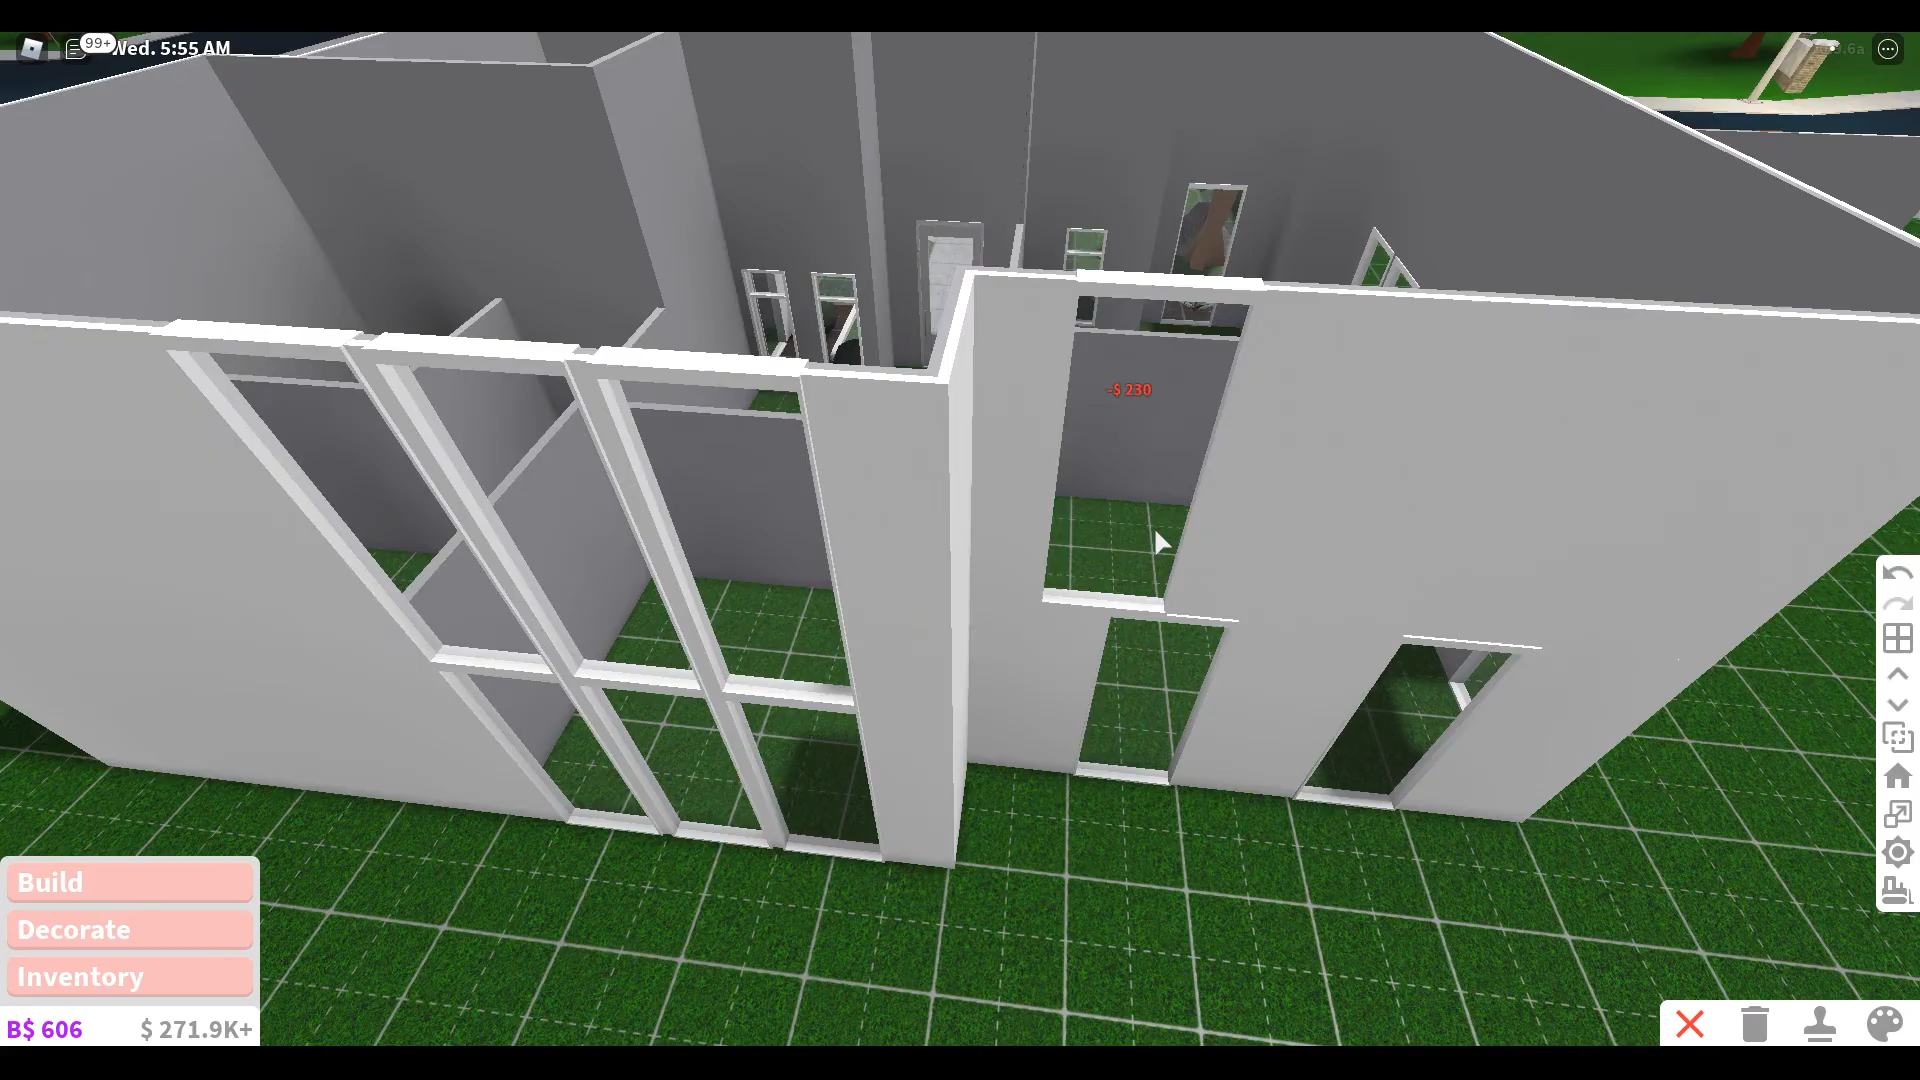 99+
Wed. 5:55 AM
-$ 230
Build
Decorate
Inventory
B$ 606
$ 271.9K+